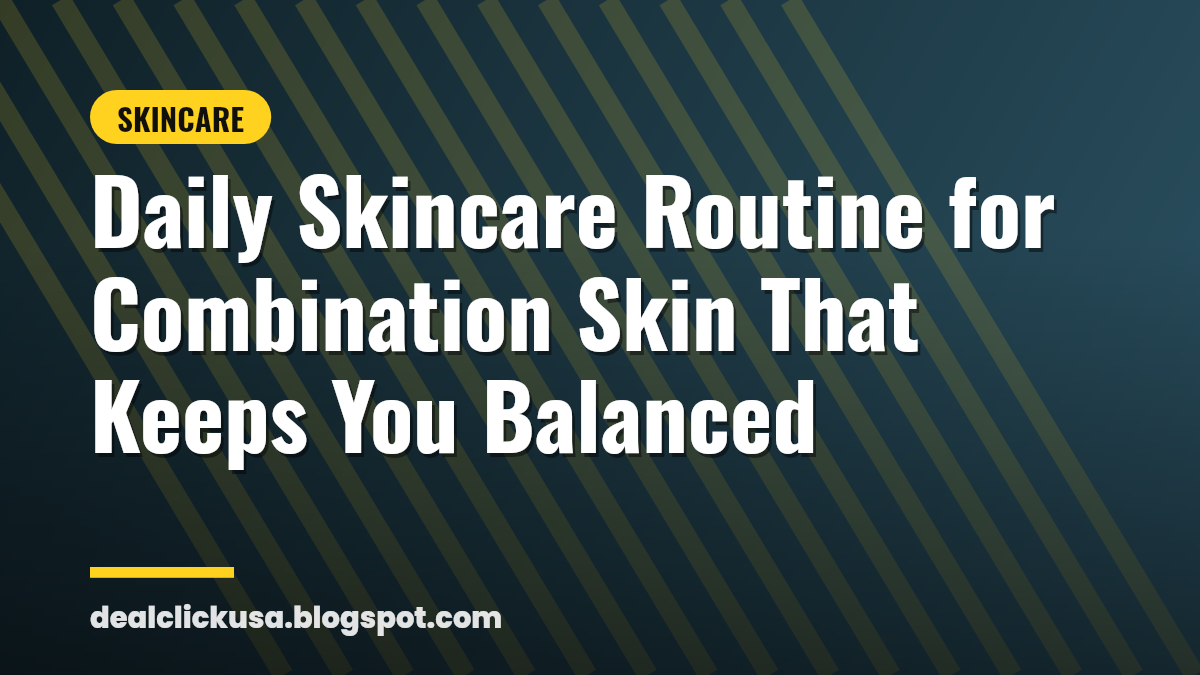 SKINCARE
Daily Skincare Routine for
Combination Skin That
Keeps You Balanced
dealclickusa.blogspot.com